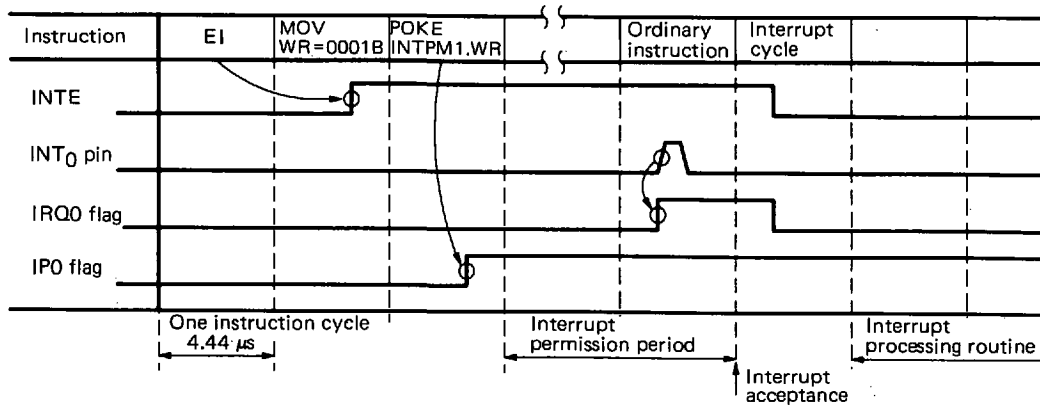 Instruction
EI
MOV
WR=0001B
POKE
INTPM1.WR
Ordinary
instruction
Interrupt
cycle
INTE
INT0 pin
IRQ0 flag
IP0 flag
One instruction cycle
4.44 μs
Interrupt
permission period
Interrupt
processing routine
Interrupt
acceptance